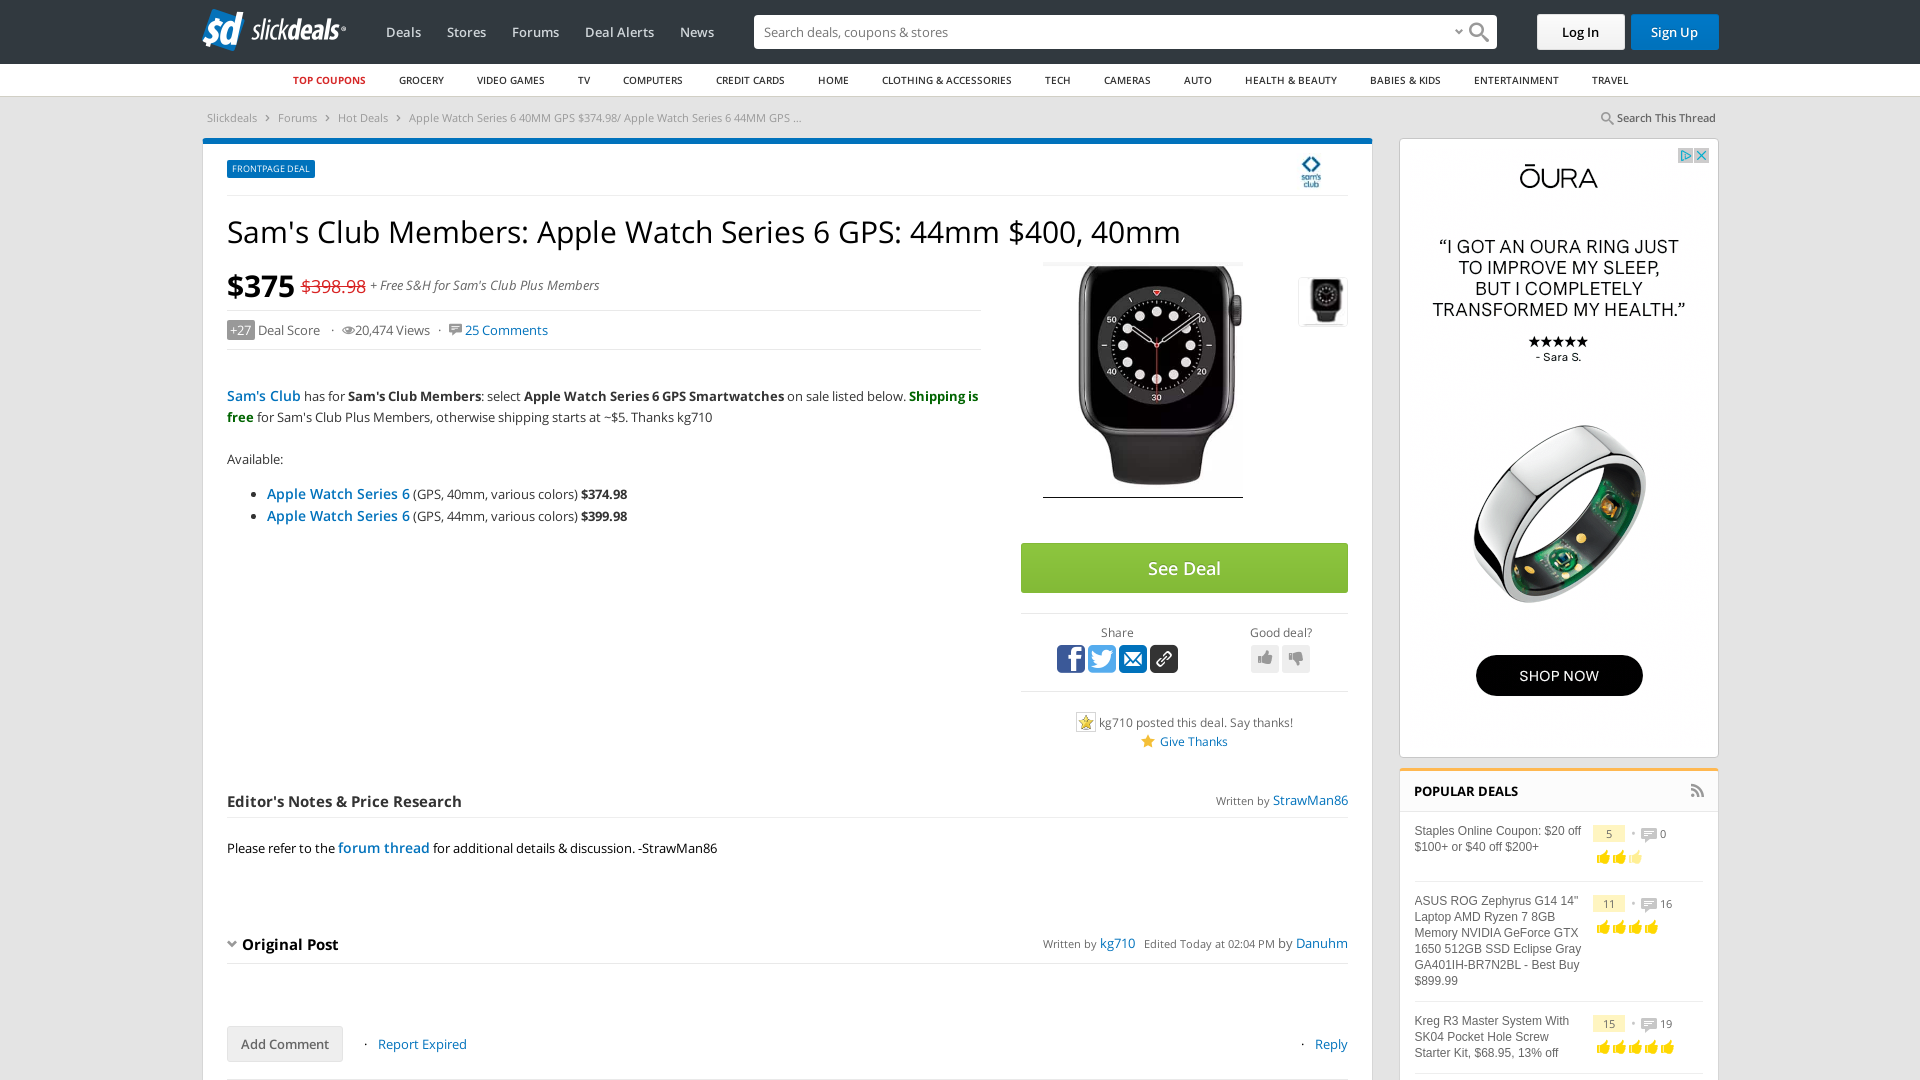 sd slickdeals
Deals Stores Forums Deal Alerts News
Search deals, coupons & stores
Log In Sign Up
TOP COUPONS GROCERY VIDEO GAMES TV COMPUTERS CREDIT CARDS HOME CLOTHING & ACCESSORIES TECH CAMERAS AUTO HEALTH & BEAUTY BABIES & KIDS ENTERTAINMENT TRAVEL
Slickdeals > Forums > Hot Deals > Apple Watch Series 6 40MM GPS $374.98/ Apple Watch Series 6 44MM GPS ...
Search This Thread
FRONTPAGE DEAL
sam's
club
Sam's Club Members: Apple Watch Series 6 GPS: 44mm $400, 40mm
$375 $398.98 + Free S&H for Sam's Club Plus Members
+27 Deal Score · 20,474 Views · 25 Comments
Sam's Club has for Sam's Club Members: select Apple Watch Series 6 GPS Smartwatches on sale listed below. Shipping is
free for Sam's Club Plus Members, otherwise shipping starts at ~$5. Thanks kg710
Available:
• Apple Watch Series 6 (GPS, 40mm, various colors) $374.98
• Apple Watch Series 6 (GPS, 44mm, various colors) $399.98
50
10
40
20
30
See Deal
Share
Good deal?
kg710 posted this deal. Say thanks!
Give Thanks
Editor's Notes & Price Research
Written by StrawMan86
Please refer to the forum thread for additional details & discussion. -StrawMan86
Original Post
Written by kg710 Edited Today at 02:04 PM by Danuhm
Add Comment · Report Expired
· Reply
ŌURA
“I GOT AN OURA RING JUST
TO IMPROVE MY SLEEP,
BUT I COMPLETELY
TRANSFORMED MY HEALTH.”
★★★★★
- Sara S.
SHOP NOW
POPULAR DEALS
Staples Online Coupon: $20 off
$100+ or $40 off $200+
5 • 0
ASUS ROG Zephyrus G14 14"
Laptop AMD Ryzen 7 8GB
Memory NVIDIA GeForce GTX
1650 512GB SSD Eclipse Gray
GA401IH-BR7N2BL - Best Buy
$899.99
11 • 16
Kreg R3 Master System With
SK04 Pocket Hole Screw
Starter Kit, $68.95, 13% off
15 • 19